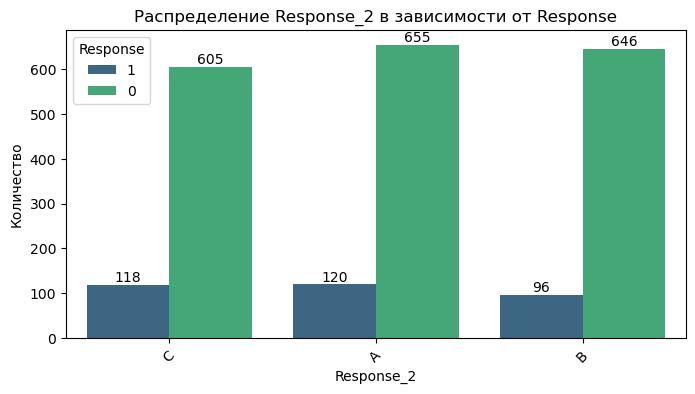 Распределение Response_2 в зависимости от Response
Количество
600
500
400
300
200
100
0
Response
1
0
118
605
120
655
96
646
C
A
B
Response_2